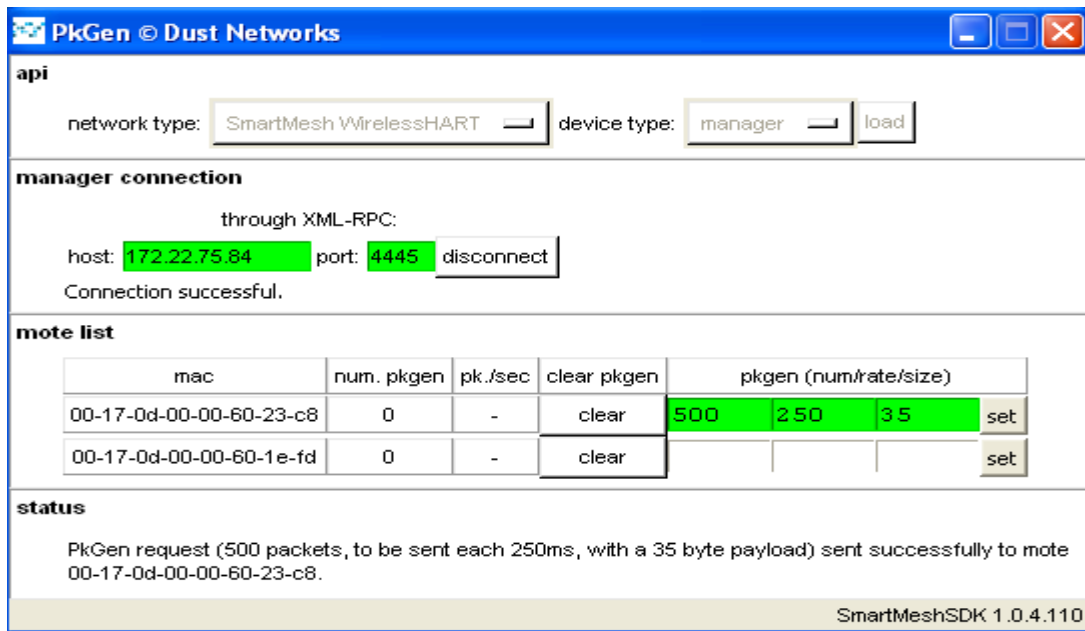 PkGen © Dust Networks
api
network type: SmartMesh WirelessHART device type: manager load
manager connection
through XML-RPC:
host: 172.22.75.84 port: 4445 disconnect
Connection successful.
mote list
mac num. pkgen pk./sec clear pkgen pkgen (num/rate/size)
00-17-0d-00-00-60-23-c8 0 - clear 500 250 35 set
00-17-0d-00-00-60-1e-fd 0 - clear set
status
PkGen request (500 packets, to be sent each 250ms, with a 35 byte payload) sent successfully to mote
00-17-0d-00-00-60-23-c8.
SmartMeshSDK 1.0.4.110